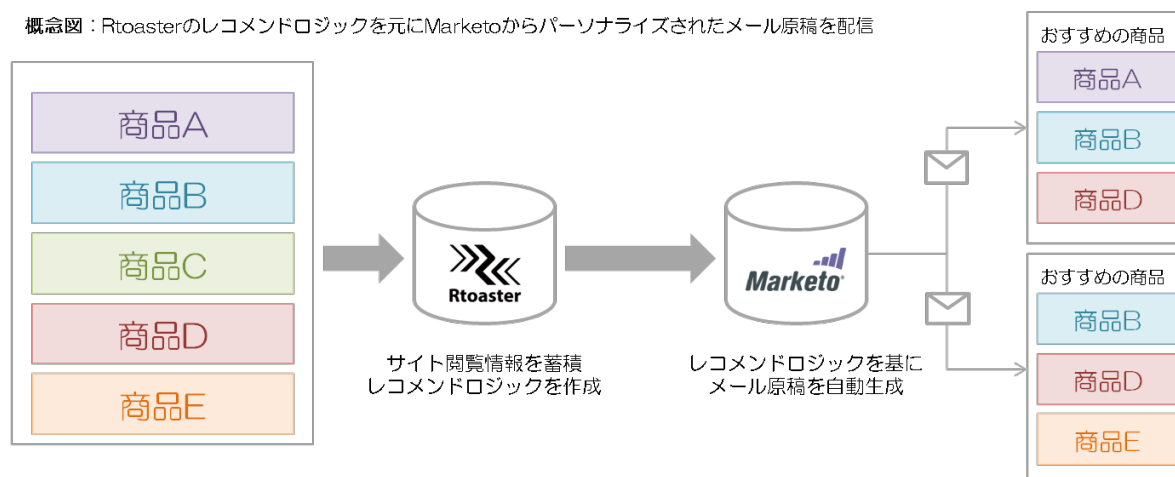 概念図：Rtoasterのレコメンドロジックを元にMarketoからパーソナライズされたメール原稿を配信
商品A
商品B
商品C
商品D
商品E
Rtoaster
サイト閲覧情報を蓄積
レコメンドロジックを作成
Marketo
レコメンドロジックを基に
メール原稿を自動生成
おすすめの商品
商品A
商品B
商品D
おすすめの商品
商品B
商品D
商品E